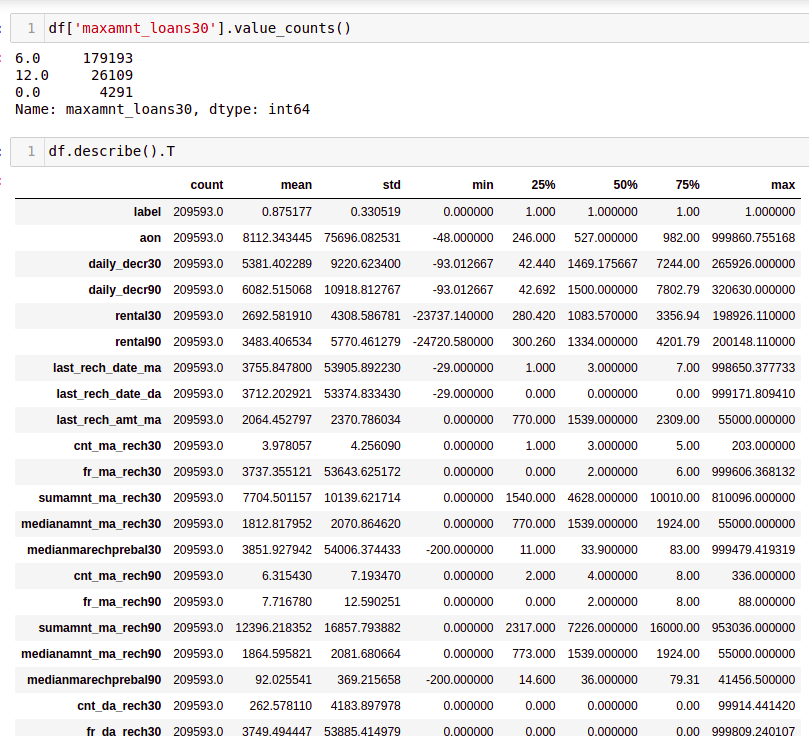 1 df['maxamnt_loans30'].value_counts()
6.0 179193
12.0 26109
0.0 4291
Name: maxamnt_loans30, dtype: int64
1 df.describe().T
count mean std min 25% 50% 75% max
label 209593.0 0.875177 0.330519 0.000000 1.000 1.000000 1.00 1.000000
aon 209593.0 8112.343445 75696.082531 -48.000000 246.000 527.000000 982.00 999860.755168
daily_decr30 209593.0 5381.402289 9220.623400 -93.012667 42.440 1469.175667 7244.00 265926.000000
daily_decr90 209593.0 6082.515068 10918.812767 -93.012667 42.692 1500.000000 7802.79 320630.000000
rental30 209593.0 2692.581910 4308.586781 -23737.140000 280.420 1083.570000 3356.94 198926.110000
rental90 209593.0 3483.406534 5770.461279 -24720.580000 300.260 1334.000000 4201.79 200148.110000
last_rech_date_ma 209593.0 3755.847800 53905.892230 -29.000000 1.000 3.000000 7.00 998650.377733
last_rech_date_da 209593.0 3712.202921 53374.833430 -29.000000 0.000 0.000000 0.00 999171.809410
last_rech_amt_ma 209593.0 2064.452797 2370.786034 0.000000 770.000 1539.000000 2309.00 55000.000000
cnt_ma_rech30 209593.0 3.978057 4.256090 0.000000 1.000 3.000000 5.00 203.000000
fr_ma_rech30 209593.0 3737.355121 53643.625172 0.000000 0.000 2.000000 6.00 999606.368132
sumamnt_ma_rech30 209593.0 7704.501157 10139.621714 0.000000 1540.000 4628.000000 10010.00 810096.000000
medianamnt_ma_rech30 209593.0 1812.817952 2070.864620 0.000000 770.000 1539.000000 1924.00 55000.000000
medianmarechprebal30 209593.0 3851.927942 54006.374433 -200.000000 11.000 33.900000 83.00 999479.419319
cnt_ma_rech90 209593.0 6.315430 7.193470 0.000000 2.000 4.000000 8.00 336.000000
fr_ma_rech90 209593.0 7.716780 12.590251 0.000000 0.000 2.000000 8.00 88.000000
sumamnt_ma_rech90 209593.0 12396.218352 16857.793882 0.000000 2317.000 7226.000000 16000.00 953036.000000
medianamnt_ma_rech90 209593.0 1864.595821 2081.680664 0.000000 773.000 1539.000000 1924.00 55000.000000
medianmarechprebal90 209593.0 92.025541 369.215658 -200.000000 14.600 36.000000 79.31 41456.500000
cnt_da_rech30 209593.0 262.578110 4183.897978 0.000000 0.000 0.000000 0.00 99914.441420
fr_da_rech30 209593.0 3749.494447 53885.414979 0.000000 0.000 0.000000 0.00 999809.240107